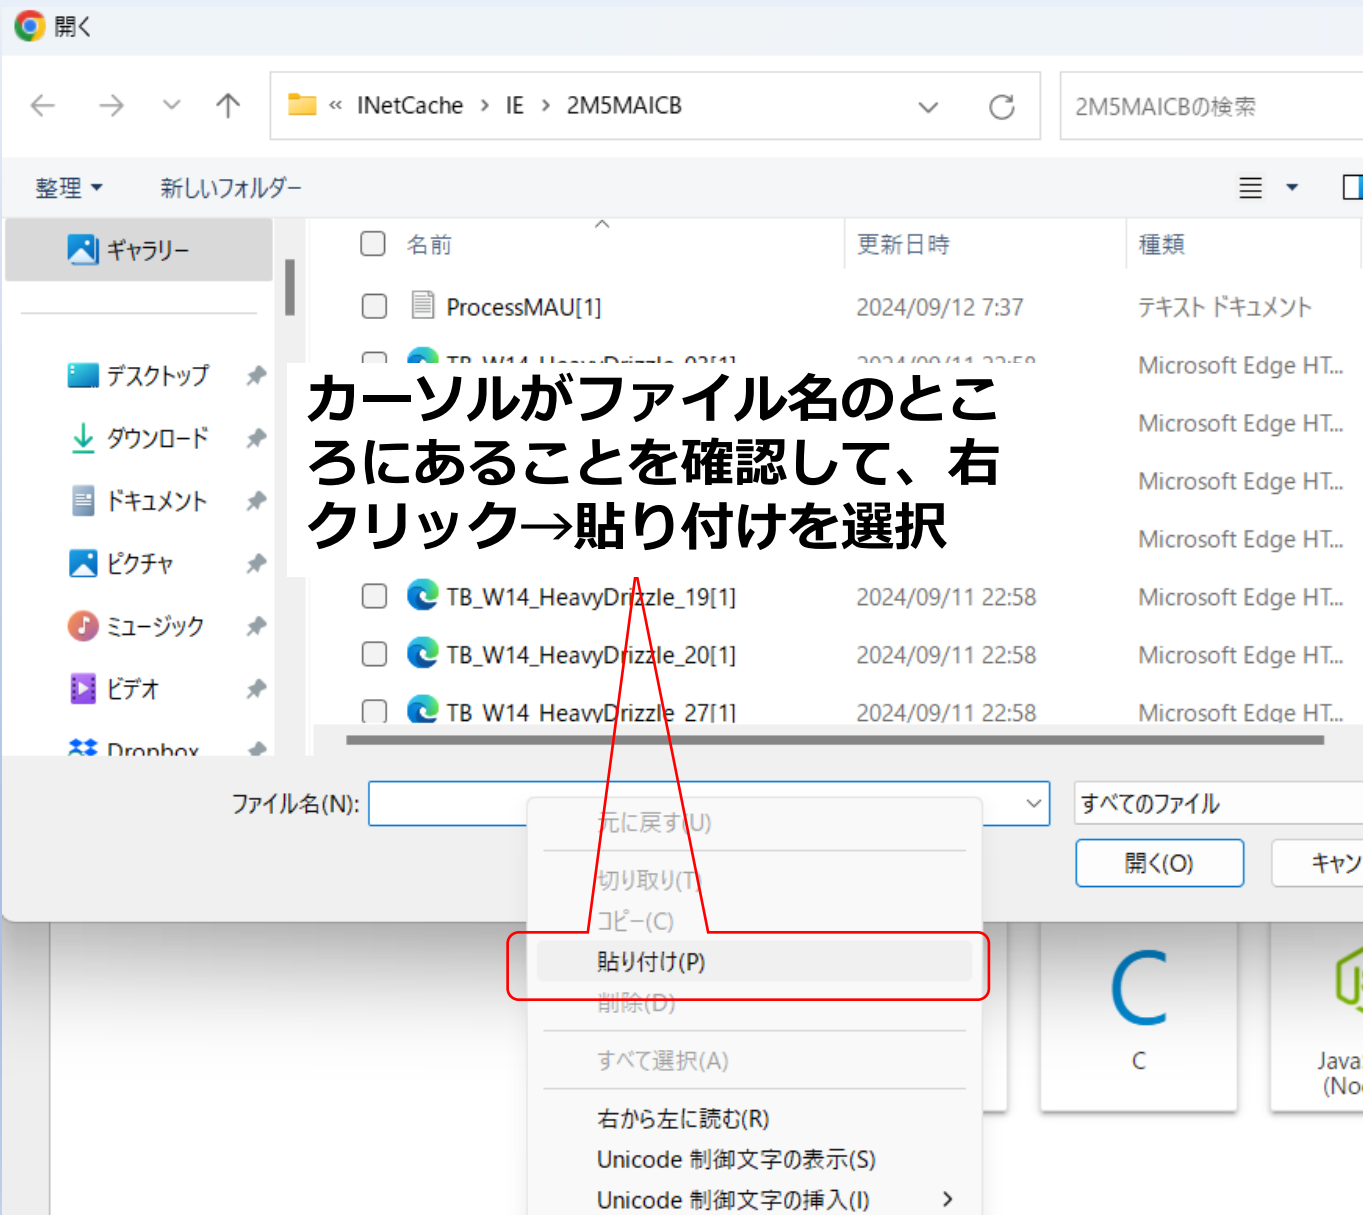 開く
« INetCache > IE > 2M5MAICB
2M5MAICBの検索
整理
新しいフォルダー
ギャラリー
デスクトップ
ダウンロード
ドキュメント
ピクチャ
ミュージック
ビデオ
Dropbox
名前 更新日時 種類
ProcessMAU[1] 2024/09/12 7:37 テキスト ドキュメント
Microsoft Edge HT...
Microsoft Edge HT...
Microsoft Edge HT...
Microsoft Edge HT...
カーソルがファイル名のとこ
ろにあることを確認して、右
クリック→貼り付けを選択
TB_W14_HeavyDrizzle_19[1] 2024/09/11 22:58 Microsoft Edge HT...
TB_W14_HeavyDrizzle_20[1] 2024/09/11 22:58 Microsoft Edge HT...
TB_W14_HeavyDrizzle_27[1] 2024/09/11 22:58 Microsoft Edge HT...
ファイル名(N):
すべてのファイル
開く(O)
キャン
元に戻す(U)
切り取り(T)
コピー(C)
貼り付け(P)
削除(D)
すべて選択(A)
右から左に読む(R)
Unicode 制御文字の表示(S)
Unicode 制御文字の挿入(I) >
C
C
Java
(No